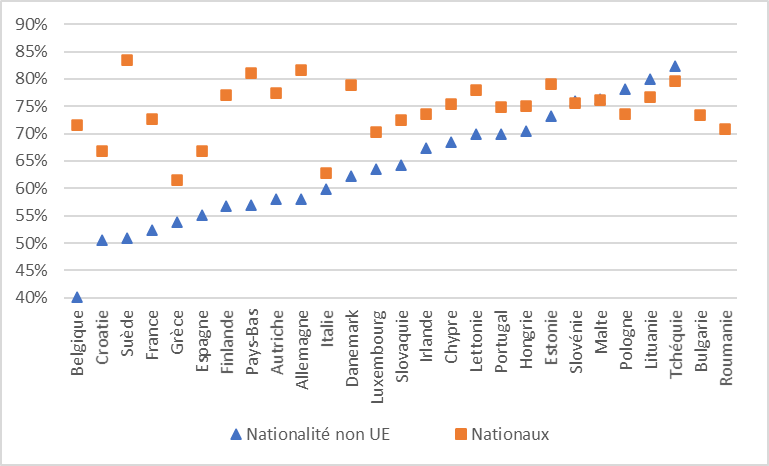 90%
85%
80%
75%
70%
65%
60%
55%
50%
45%
40%
Belgique
Croatie
Suède
France
Grèce
Espagne
Finlande
Pays-Bas
Autriche
Allemagne
Italie
Danemark
Luxembourg
Slovaquie
Irlande
Chypre
Lettonie
Portugal
Hongrie
Estonie
Slovénie
Malte
Pologne
Lituanie
Tchéquie
Bulgarie
Roumanie
Nationalité non UE
Nationaux